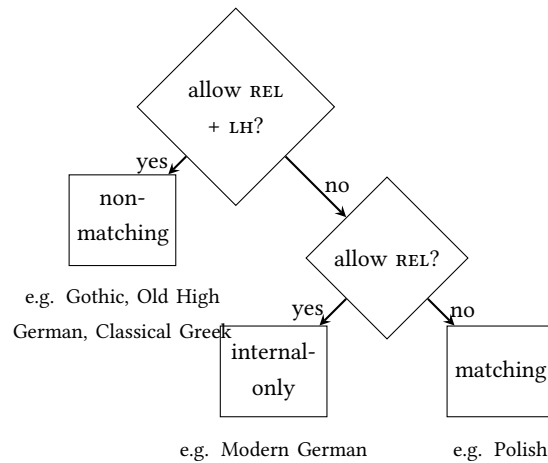 allow REL
+ LH?
yes
no
non-
matching
allow REL?
e.g. Gothic, Old High
German, Classical Greek
yes
no
internal-
only
matching
e.g. Modern German
e.g. Polish